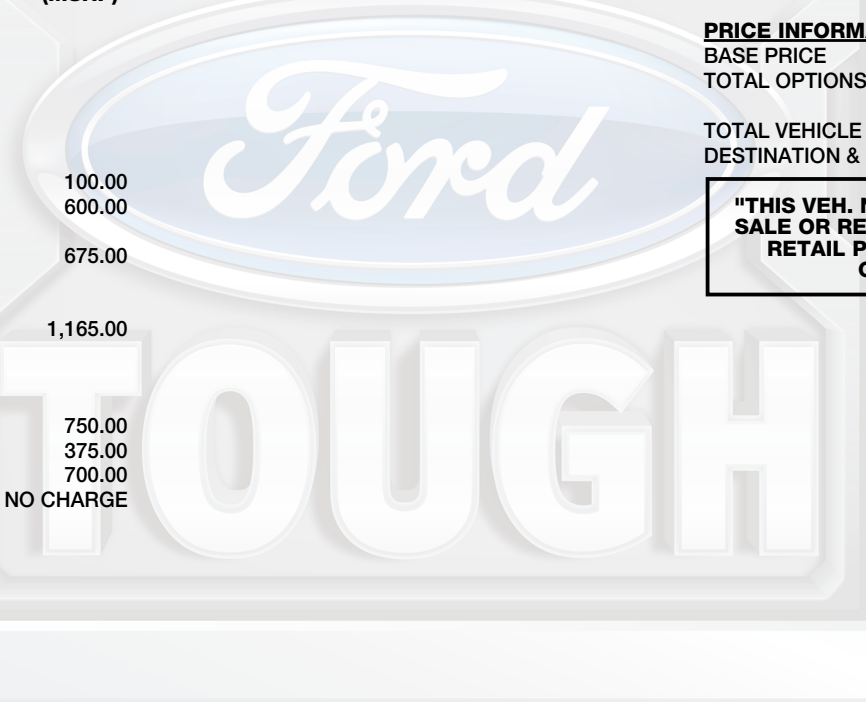 PRICE INFORM
BASE PRICE
TOTAL OPTIONS
TOTAL VEHICLE
DESTINATION &
"THIS VEH.
SALE OR RE
RETAIL P
Ford
100.00
600.00
675.00
1,165.00
750.00
375.00
700.00
NO CHARGE
TOUGH